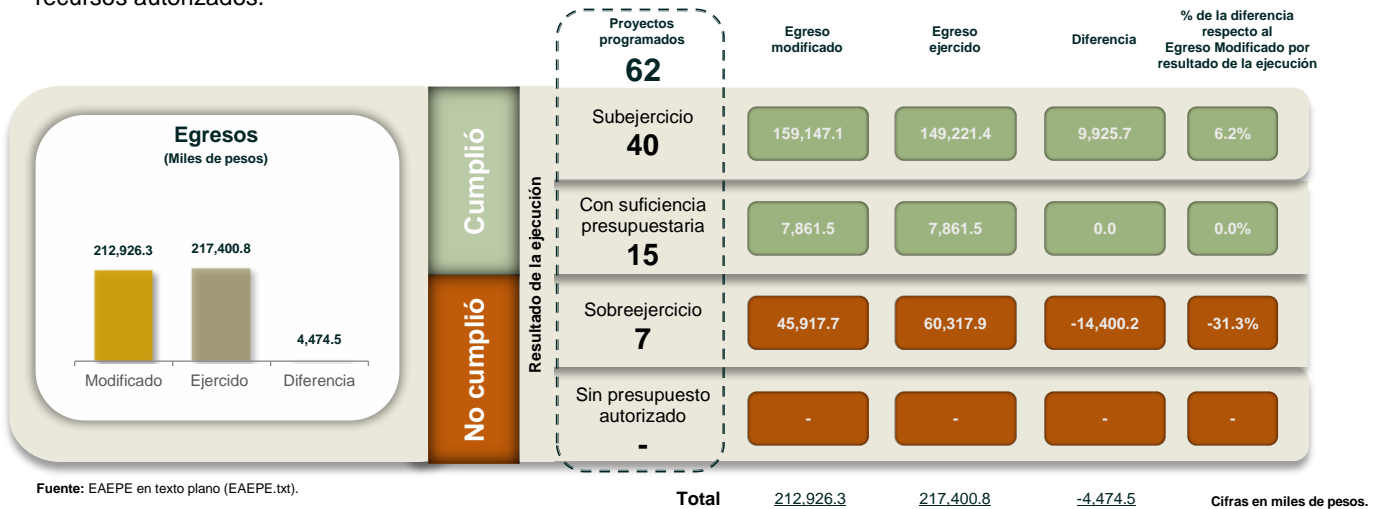 recursos autorizados.
Proyectos
programados
62
Egreso
modificado
Egreso
ejercido
Diferencia
% de la diferencia
respecto al
Egreso Modificado por
resultado de la ejecución
Egresos
(Miles de pesos)
212,926.3
217,400.8
4,474.5
Modificado
Ejercido
Diferencia
Cumplió
No cumplió
Resultado de la ejecución
Subejercicio
40
159,147.1
149,221.4
9,925.7
6.2%
Con suficiencia
presupuestaria
15
7,861.5
7,861.5
0.0
0.0%
Sobreejercicio
7
45,917.7
60,317.9
-14,400.2
-31.3%
Sin presupuesto
autorizado
-
-
-
-
-
Fuente: EAEPE en texto plano (EAEPE.txt).
Total
212,926.3
217,400.8
-4,474.5
Cifras en miles de pesos.